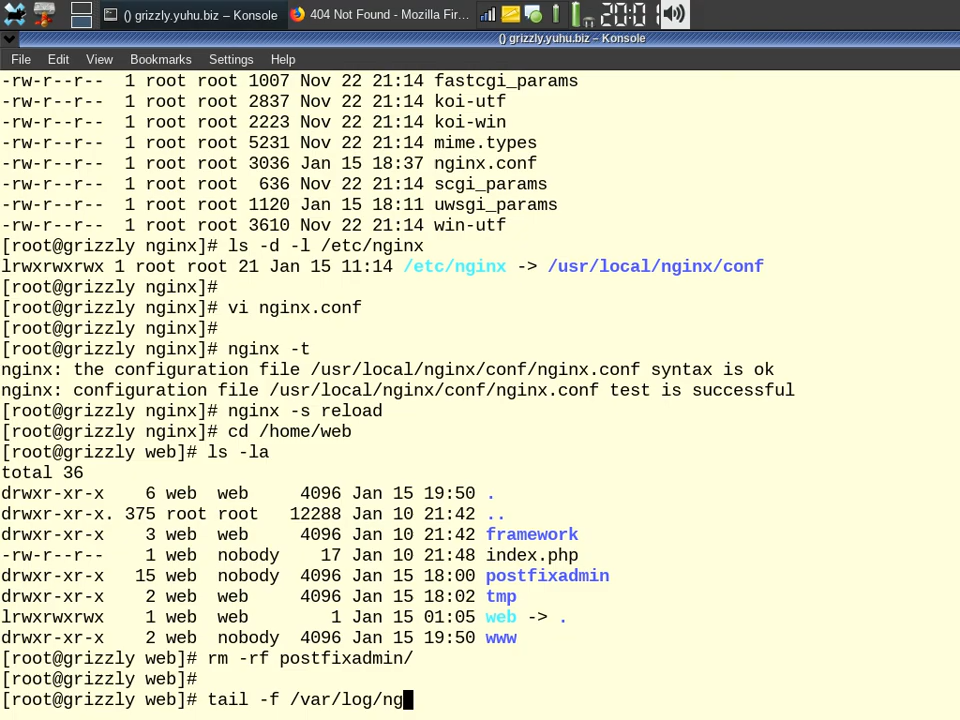 () grizzly.yuhu.biz – Konsole
404 Not Found - Mozilla Fir...
() grizzly.yuhu.biz – Konsole
File Edit View Bookmarks Settings Help
-rw-r--r-- 1 root root 1007 Nov 22 21:14 fastcgi_params
-rw-r--r-- 1 root root 2837 Nov 22 21:14 koi-utf
-rw-r--r-- 1 root root 2223 Nov 22 21:14 koi-win
-rw-r--r-- 1 root root 5231 Nov 22 21:14 mime.types
-rw-r--r-- 1 root root 3036 Jan 15 18:37 nginx.conf
-rw-r--r-- 1 root root 636 Nov 22 21:14 scgi_params
-rw-r--r-- 1 root root 1120 Jan 15 18:11 uwsgi_params
-rw-r--r-- 1 root root 3610 Nov 22 21:14 win-utf
[root@grizzly nginx]# ls -d -l /etc/nginx
lrwxrwxrwx 1 root root 21 Jan 15 11:14 /etc/nginx -> /usr/local/nginx/conf
[root@grizzly nginx]#
[root@grizzly nginx]# vi nginx.conf
[root@grizzly nginx]#
[root@grizzly nginx]# nginx -t
nginx: the configuration file /usr/local/nginx/conf/nginx.conf syntax is ok
nginx: configuration file /usr/local/nginx/conf/nginx.conf test is successful
[root@grizzly nginx]# nginx -s reload
[root@grizzly nginx]# cd /home/web
[root@grizzly web]# ls -la
total 36
drwxr-xr-x 6 web web 4096 Jan 15 19:50 .
drwxr-xr-x. 375 root root 12288 Jan 10 21:42 ..
drwxr-xr-x 3 web web 4096 Jan 10 21:42 framework
-rw-r--r-- 1 web nobody 17 Jan 10 21:48 index.php
drwxr-xr-x 15 web nobody 4096 Jan 15 18:00 postfixadmin
drwxr-xr-x 2 web web 4096 Jan 15 18:02 tmp
lrwxrwxrwx 1 web web 1 Jan 15 01:05 web -> .
drwxr-xr-x 2 web nobody 4096 Jan 15 19:50 www
[root@grizzly web]# rm -rf postfixadmin/
[root@grizzly web]#
[root@grizzly web]# tail -f /var/log/ng